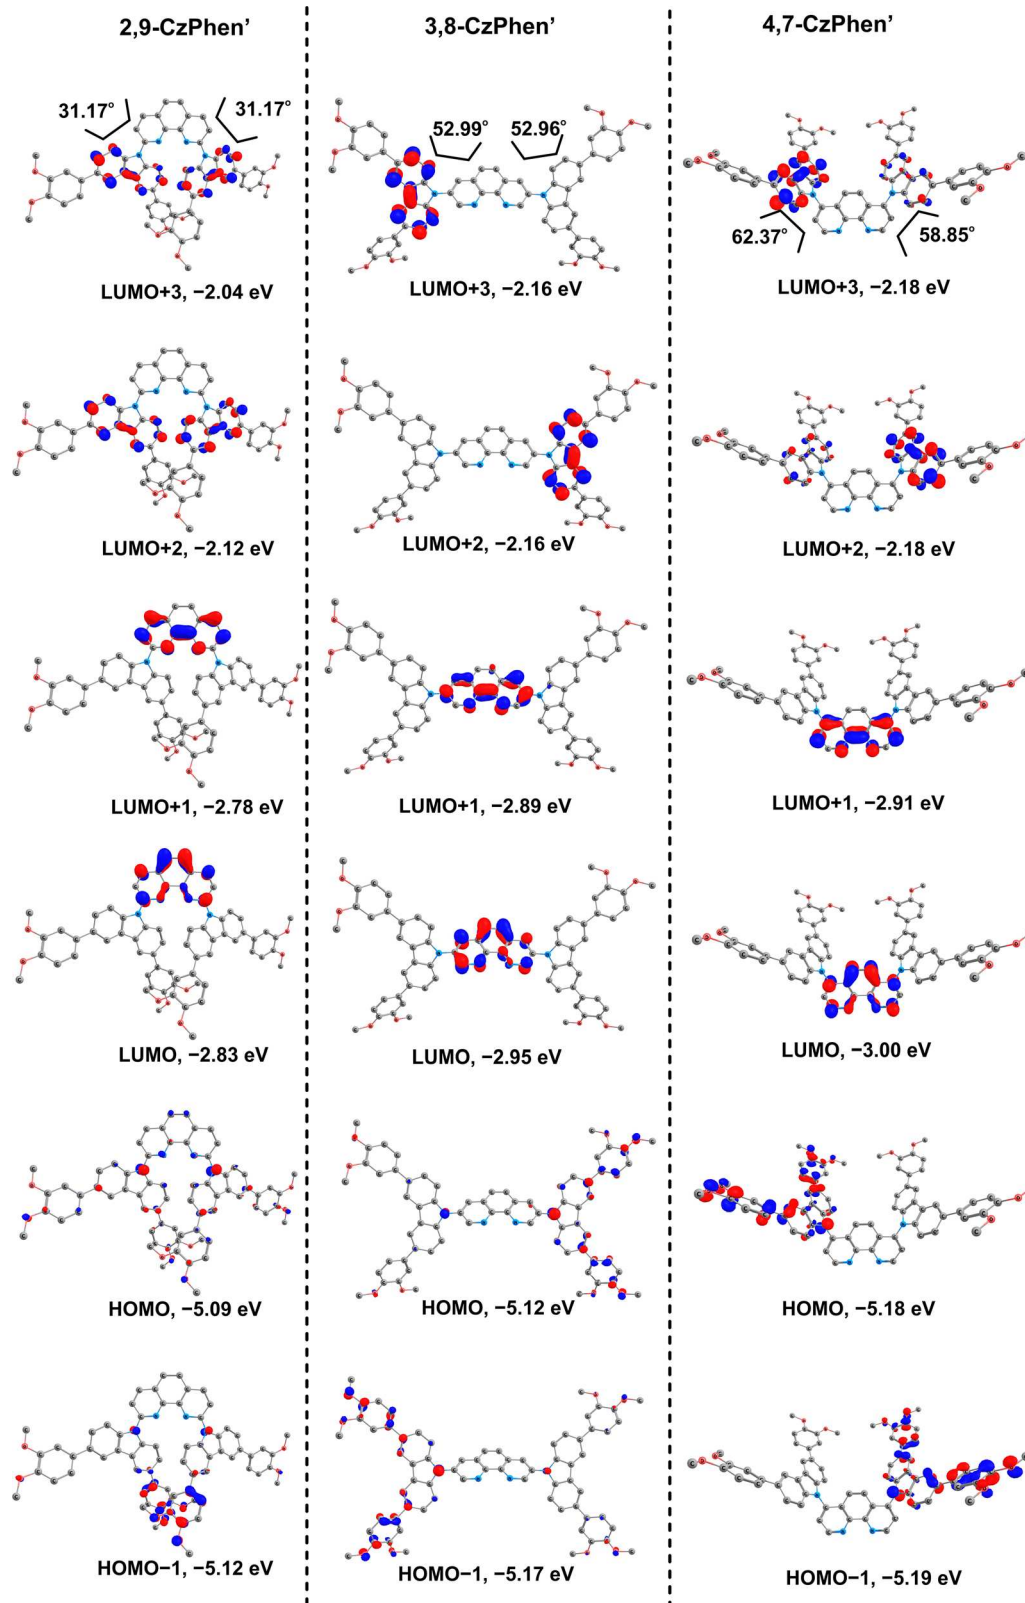 2,9-CzPhen’ 3,8-CzPhen’ 4,7-CzPhen’
31.17° 31.17° 52.99° 52.96°
62.37° 58.85°
LUMO+3, −2.04 eV LUMO+3, −2.16 eV LUMO+3, −2.18 eV
LUMO+2, −2.12 eV LUMO+2, −2.16 eV LUMO+2, −2.18 eV
LUMO+1, −2.78 eV LUMO+1, −2.89 eV LUMO+1, −2.91 eV
LUMO, −2.83 eV LUMO, −2.95 eV LUMO, −3.00 eV
HOMO, −5.09 eV HOMO, −5.12 eV HOMO, −5.18 eV
HOMO−1, −5.12 eV HOMO−1, −5.17 eV HOMO−1, −5.19 eV